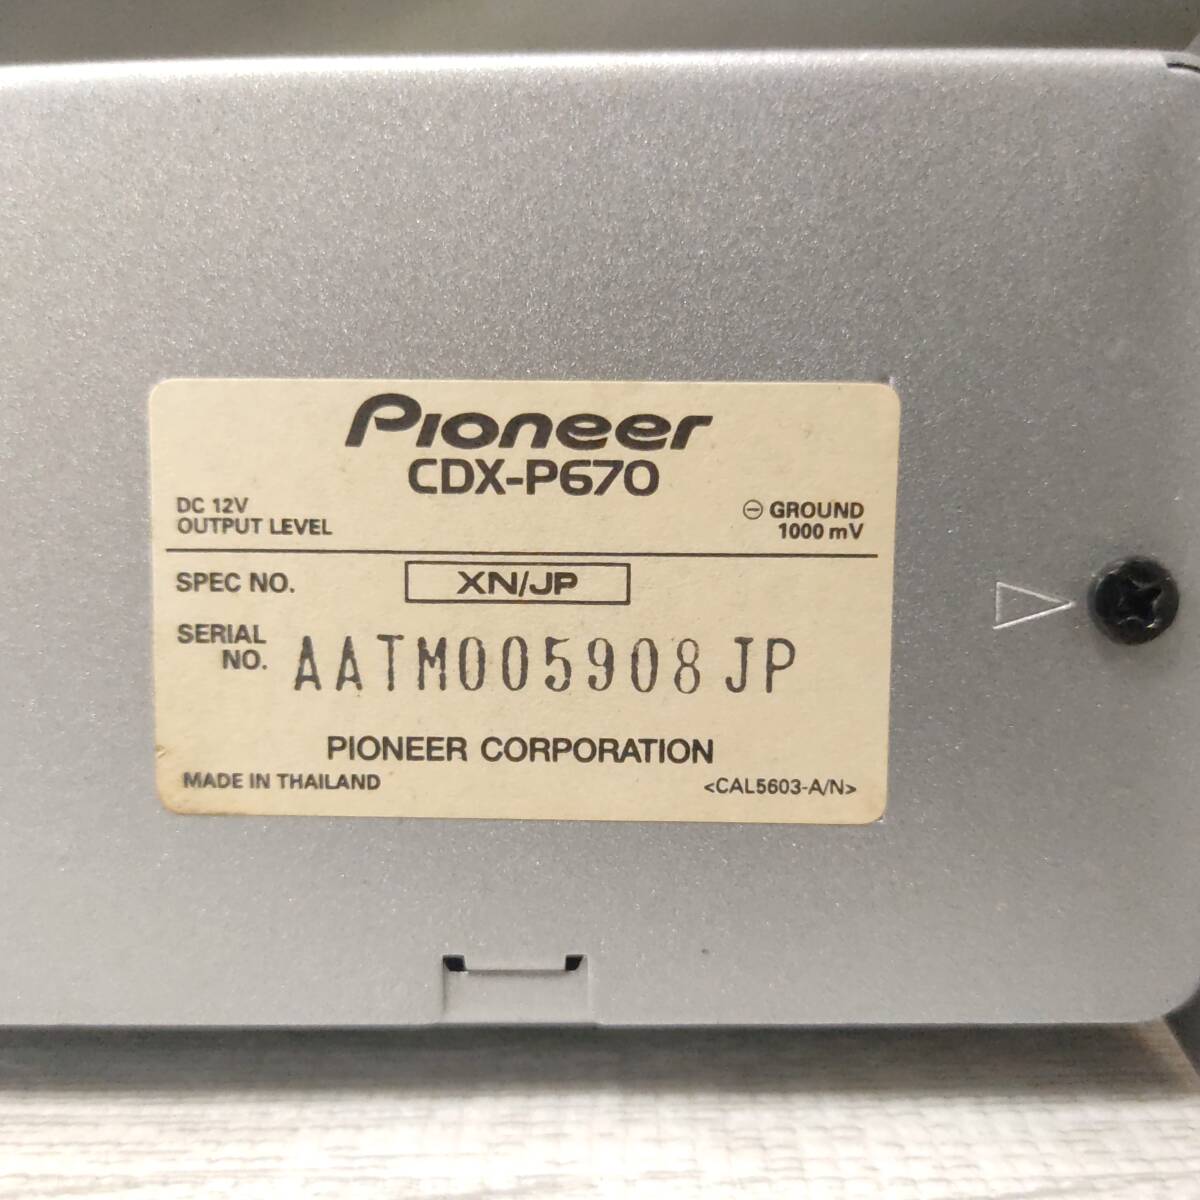 Pioneer
CDX-P670
DC 12V ⊖ GROUND
OUTPUT LEVEL 1000 mV
SPEC NO. XN/JP
SERIAL
NO. AATM005908JP
PIONEER CORPORATION
MADE IN THAILAND <CAL5603-A/N>